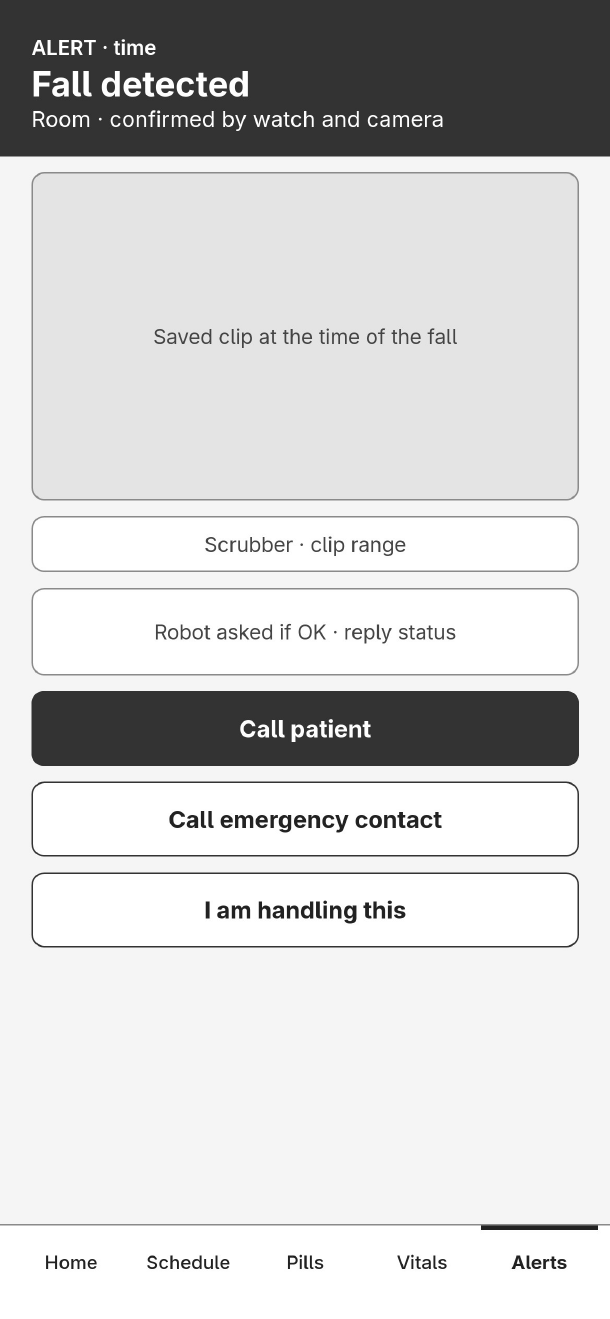 ALERT · time
Fall detected
Room · confirmed by watch and camera
Saved clip at the time of the fall
Scrubber · clip range
Robot asked if OK · reply status
Call patient
Call emergency contact
I am handling this
Home Schedule Pills Vitals Alerts